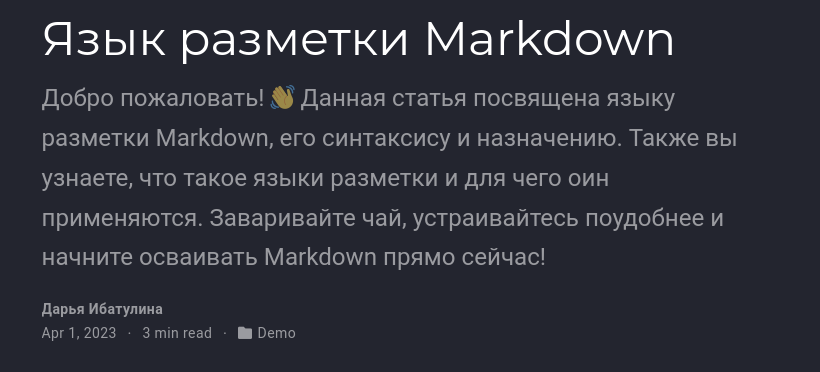 Язык разметки Markdown
Добро пожаловать! 👋 Данная статья посвящена языку
разметки Markdown, его синтаксису и назначению. Также вы
узнаете, что такое языки разметки и для чего оин
применяются. Заваривайте чай, устраивайтесь поудобнее и
начните осваивать Markdown прямо сейчас!
Дарья Ибатулина
Apr 1, 2023 · 3 min read · Demo